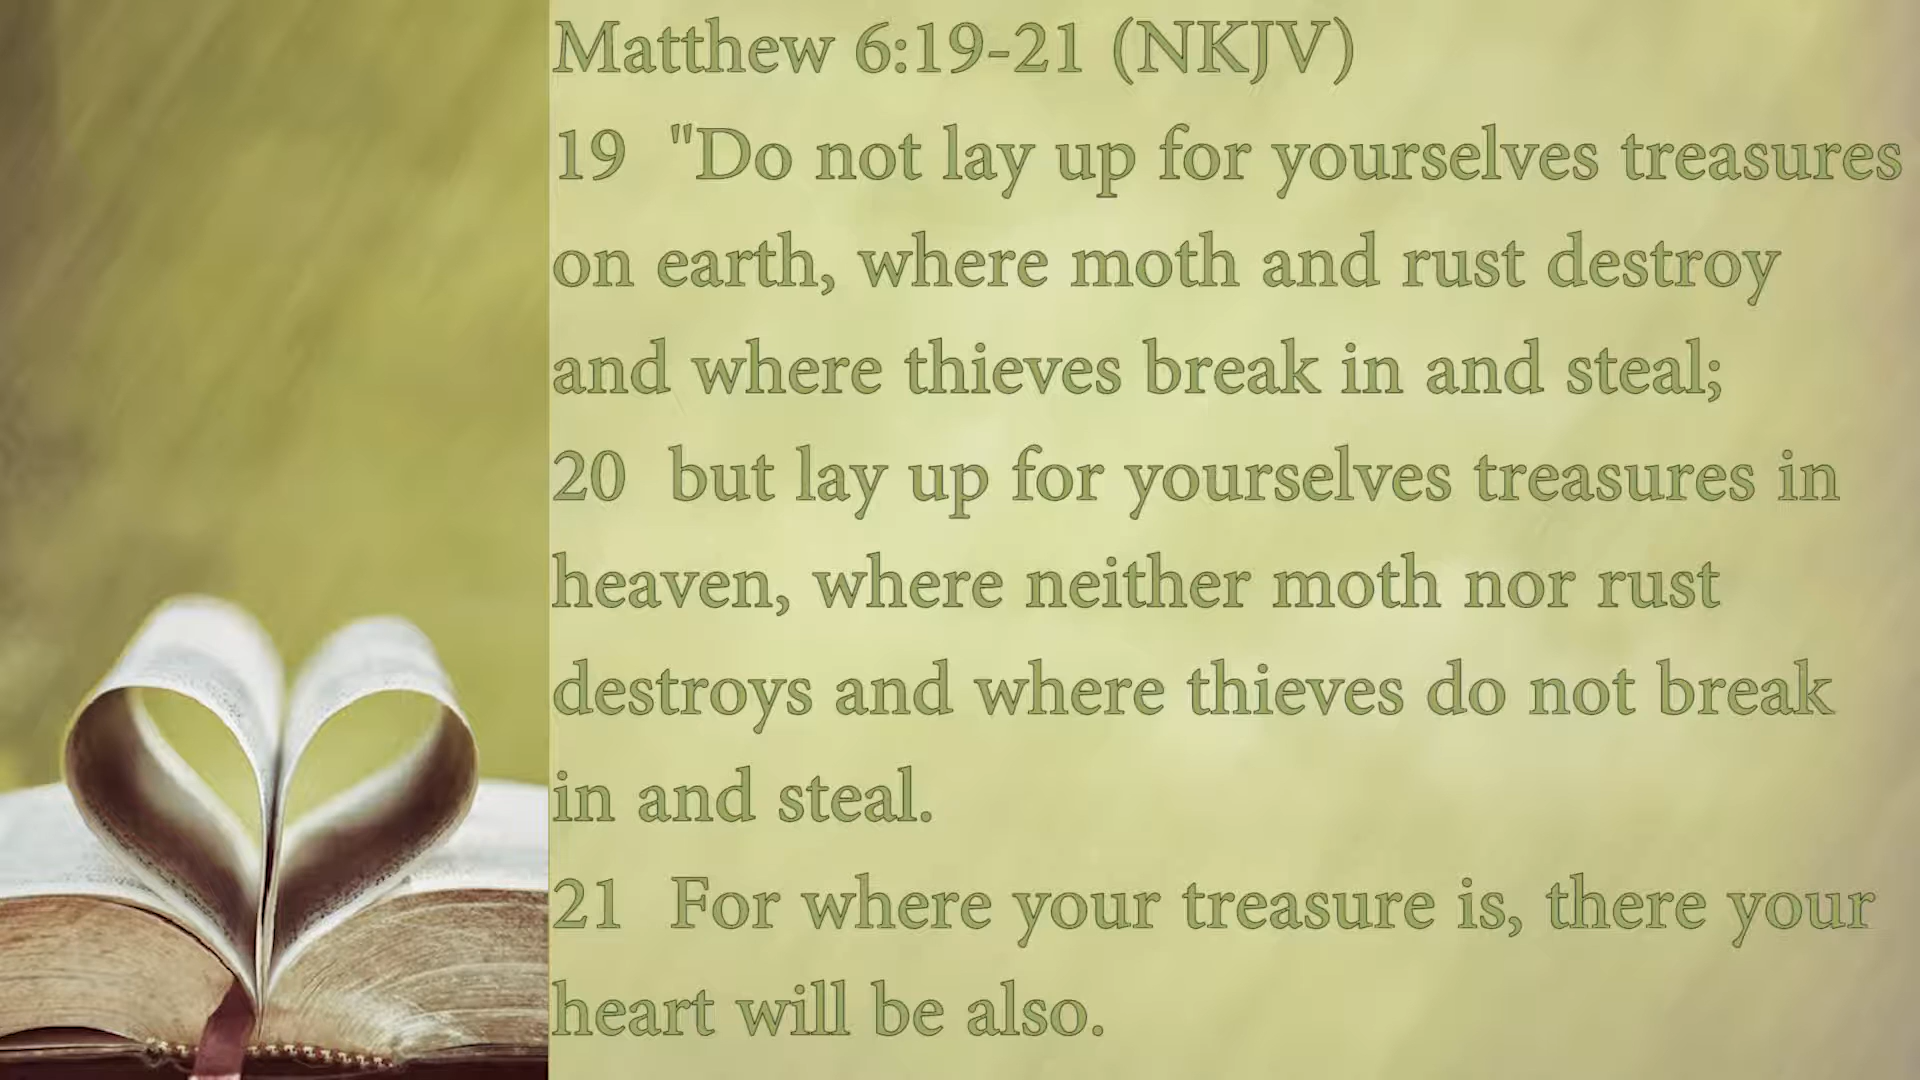 Matthew 6:19-21 (NKJV)
19 "Do not lay up for yourselves treasures
on earth, where moth and rust destroy
and where thieves break in and steal;
20 but lay up for yourselves treasures in
heaven, where neither moth nor rust
destroys and where thieves do not break
in and steal.
21 For where your treasure is, there your
heart will be also.